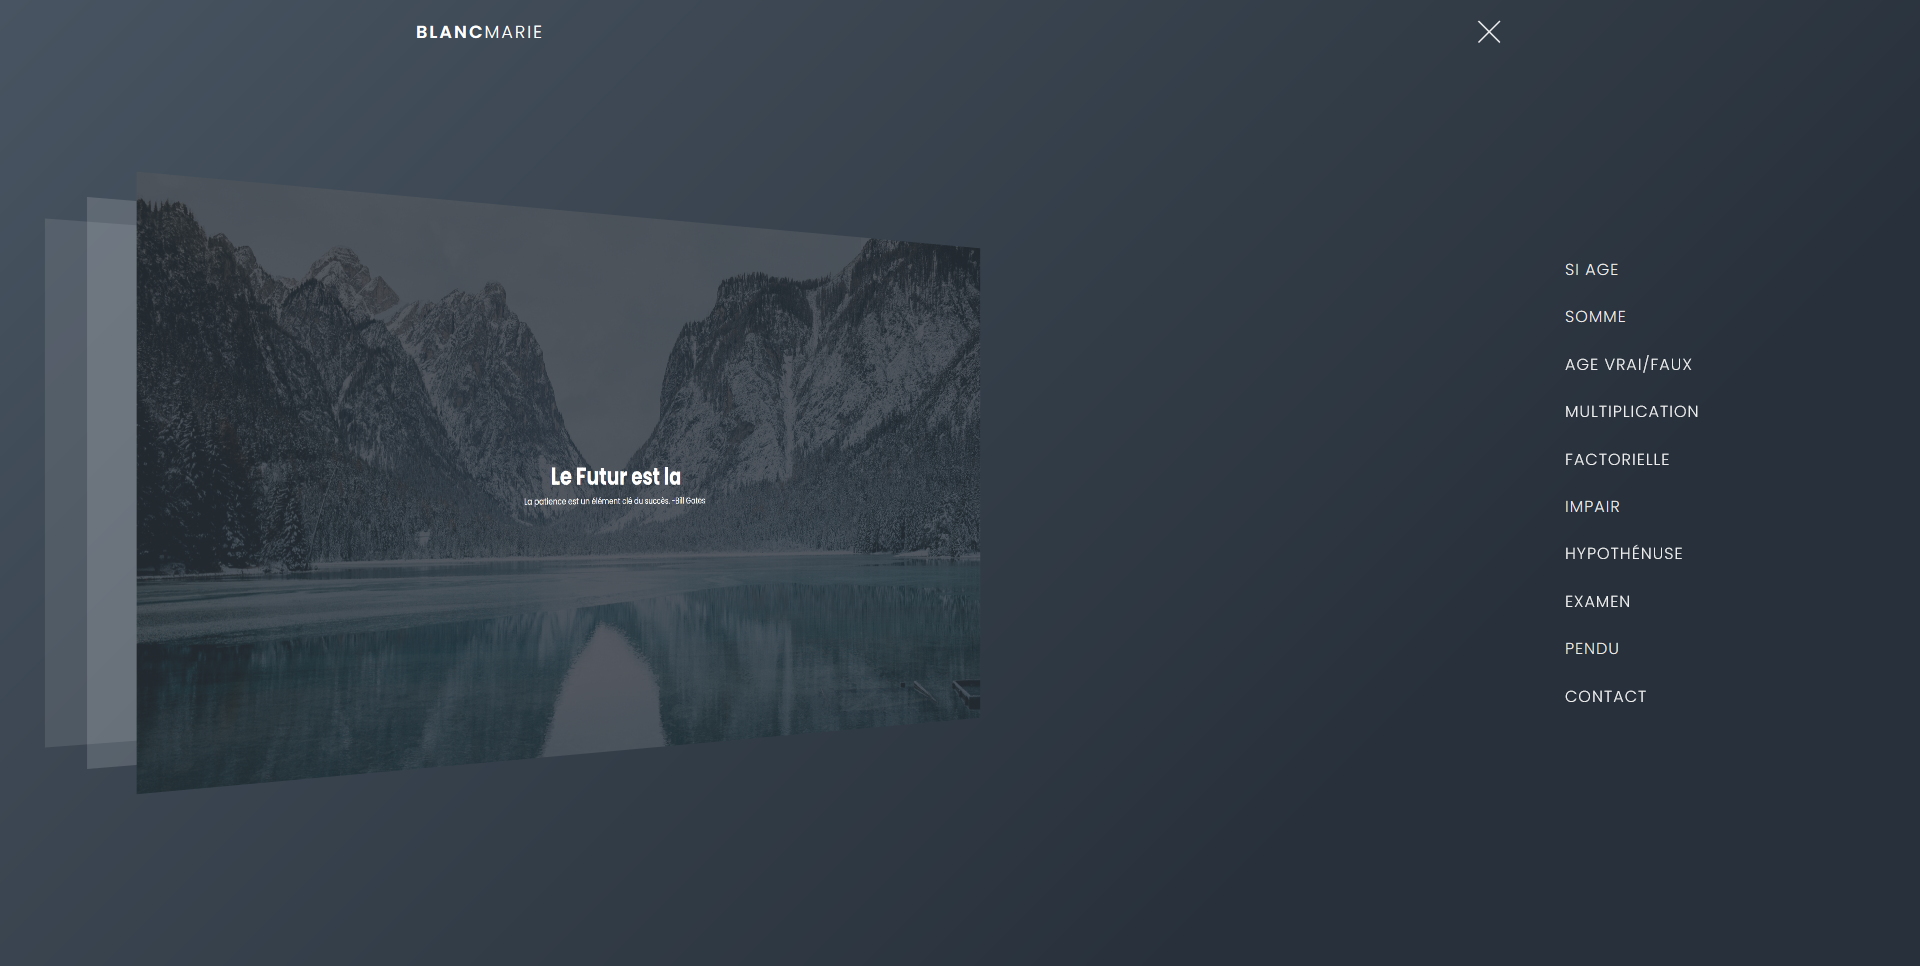 BLANCMARIE
Le Futur est la
La patience est un élément clé du succès. -Bill Gates
SI AGE
SOMME
AGE VRAI/FAUX
MULTIPLICATION
FACTORIELLE
IMPAIR
HYPOTHÉNUSE
EXAMEN
PENDU
CONTACT